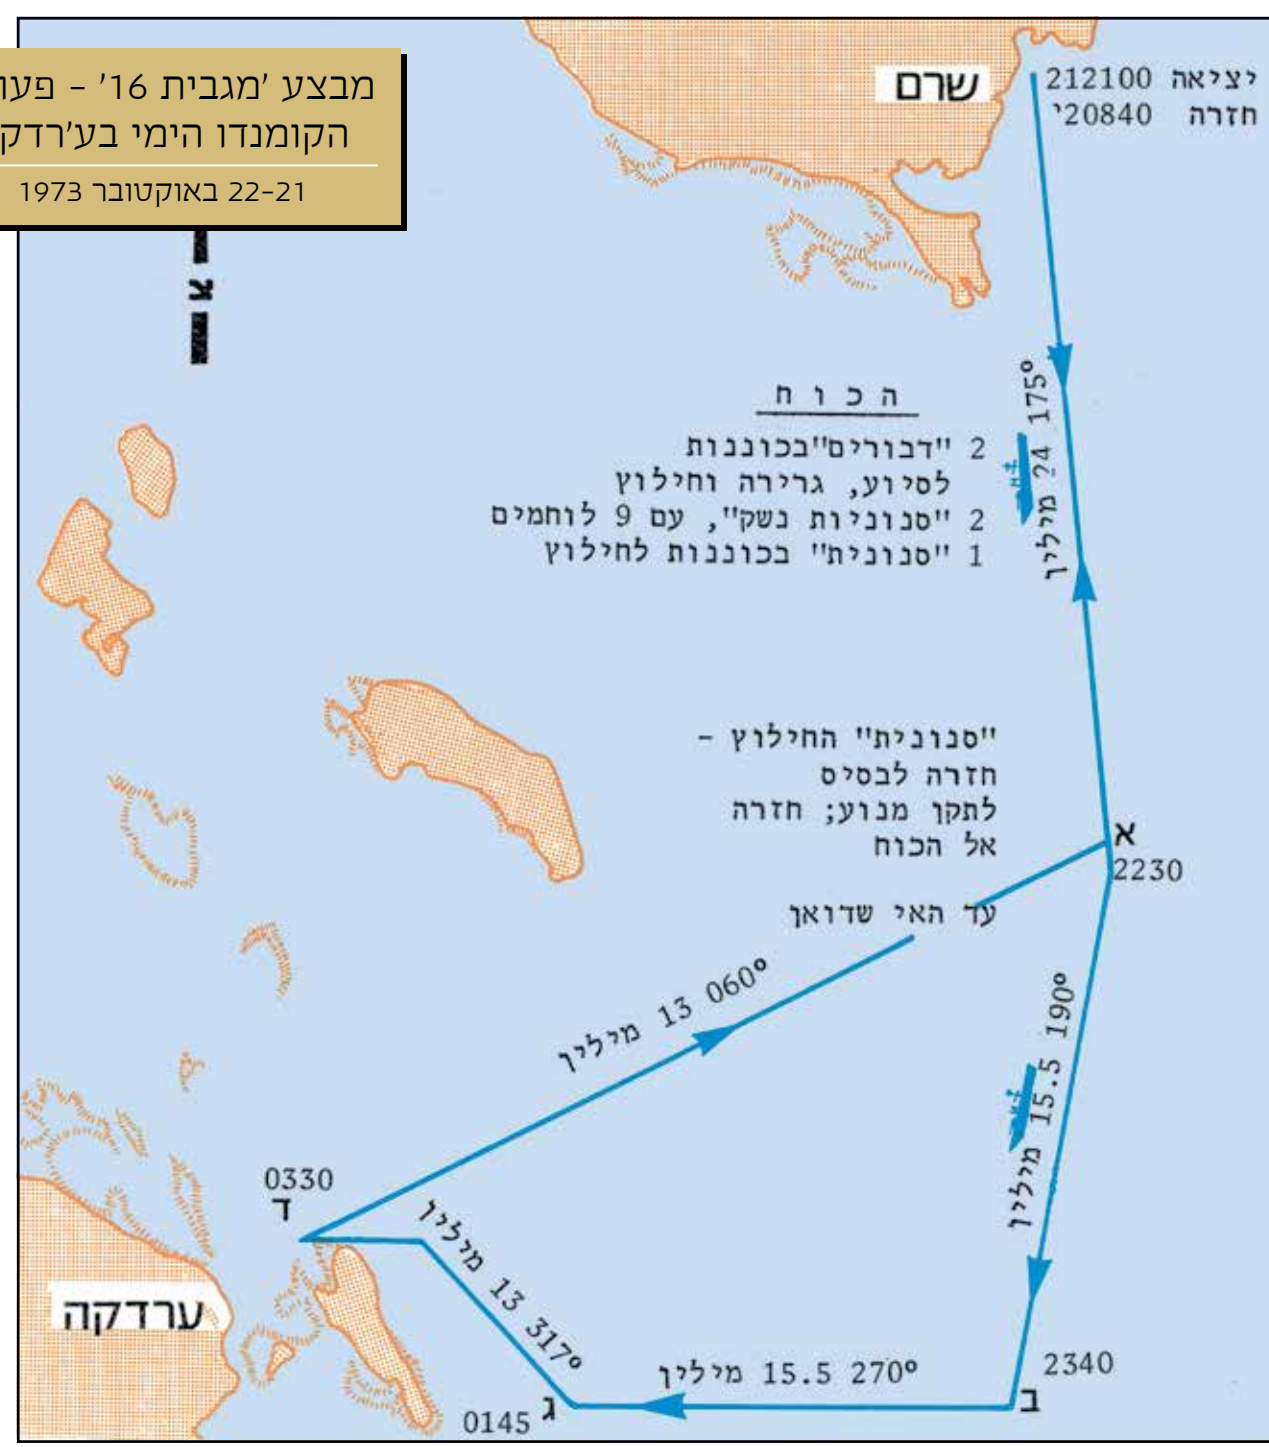 מבצע 'מגבית 16' - פעו
הקומנדו הימי בע'רדק
22-21 באוקטובר 1973
צ
שרם
יציאה 212100
חזרה 20840'
175°
24 מילין
הכוח
2 "דבורים" בכוננות
לסיוע, גרירה וחילוץ
2 "סנוניות נשק", עם 9 לוחמים
1 "סנונית" בכוננות לחילוץ
"סנונית" החילוץ -
חזרה לבסיס
לתקן מנוע; חזרה
אל הכוח
א
2230
עד האי שדואן
060° 13 מילין
190° 15.5 מילין
0330
ד
317° 13 מילין
ערדקה
270° 15.5 מילין
2340
ב
ג
0145